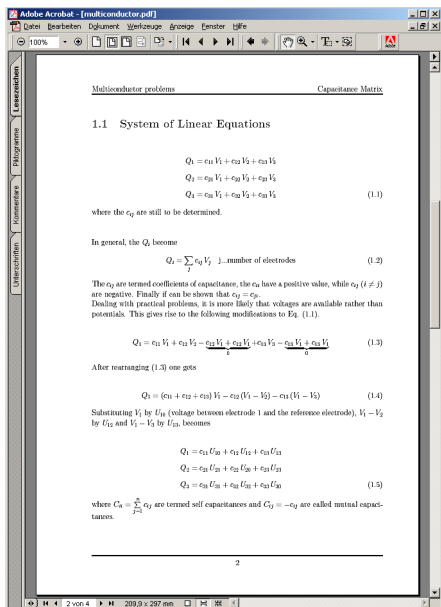 Adobe Acrobat - [multiconductor.pdf]
Datei Bearbeiten Dokument Werkzeuge Anzeige Fenster Hilfe
100%
Adobe
Lesezeichen
Piktogramme
Kommentare
Unterschriften
Multiconductor problems Capacitance Matrix
1.1 System of Linear Equations
Q₁ = c₁₁ V₁ + c₁₂ V₂ + c₁₃ V₃
Q₂ = c₂₁ V₁ + c₂₂ V₂ + c₂₃ V₃
Q₃ = c₃₁ V₁ + c₃₂ V₂ + c₃₃ V₃ (1.1)
where the cᵢⱼ are still to be determined.
In general, the Qᵢ become
Qᵢ = ∑ cᵢⱼ Vⱼ j...number of electrodes (1.2)
j
The cᵢⱼ are termed coefficients of capacitance, the cᵢᵢ have a positive value, while cᵢⱼ (i ≠ j)
are negative. Finally if can be shown that cᵢⱼ = cⱼᵢ.
Dealing with practical problems, it is more likely that voltages are available rather than
potentials. This gives rise to the following modifications to Eq. (1.1).
Q₁ = c₁₁ V₁ + c₁₂ V₂ − c₁₂ V₁ + c₁₂ V₁ + c₁₃ V₃ − c₁₃ V₁ + c₁₃ V₁ (1.3)
0 0
After rearranging (1.3) one gets
Q₁ = (c₁₁ + c₁₂ + c₁₃) V₁ − c₁₂ (V₁ − V₂) − c₁₃ (V₁ − V₃) (1.4)
Substituting V₁ by U₁₀ (voltage between electrode 1 and the reference electrode), V₁ − V₂
by U₁₂ and V₁ − V₃ by U₁₃, becomes
Q₁ = c₁₁ U₁₀ + c₁₂ U₁₂ + c₁₃ U₁₃
Q₂ = c₂₁ U₂₁ + c₂₂ U₂₀ + c₂₃ U₂₃
Q₃ = c₃₁ U₃₁ + c₃₂ U₃₂ + c₃₃ U₃₀ (1.5)
where Cᵢᵢ = ∑ⁿⱼ₌₁ cᵢⱼ are termed self capacitances and Cᵢⱼ = −cᵢⱼ are called mutual capaci-
tances.
2
2 von 4 209,9 x 297 mm